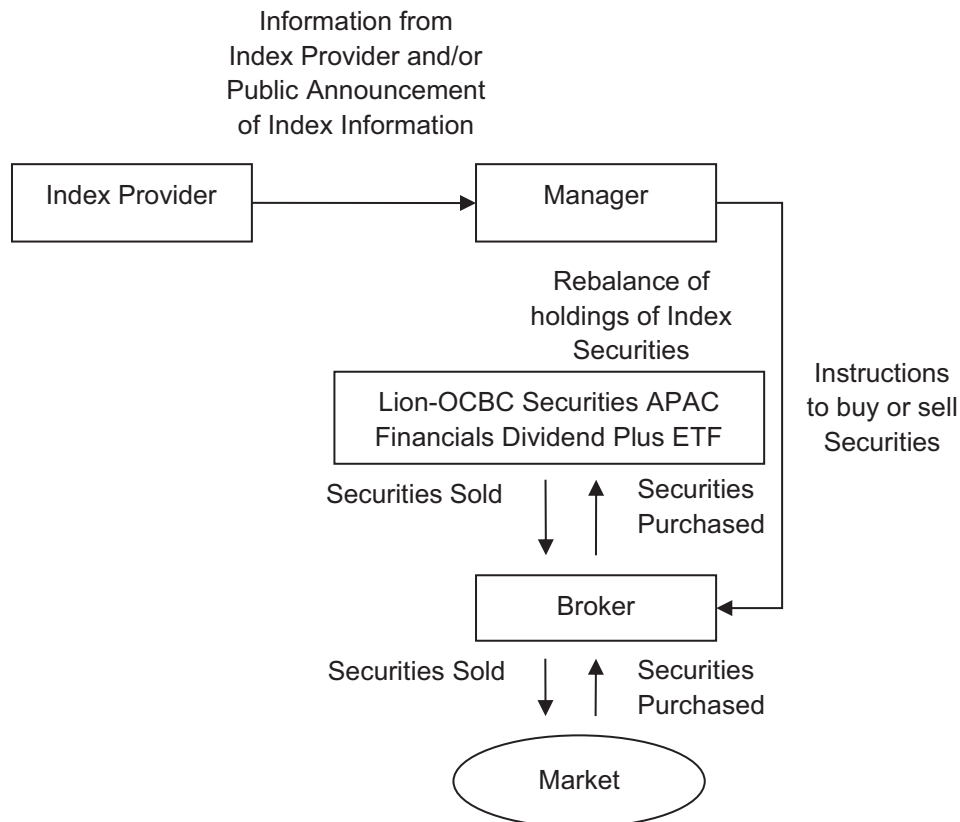 Information from
Index Provider and/or
Public Announcement
of Index Information
Index Provider
Manager
Rebalance of
holdings of Index
Securities
Instructions
to buy or sell
Securities
Lion-OCBC Securities APAC
Financials Dividend Plus ETF
Securities Sold
Securities
Purchased
Broker
Securities Sold
Securities
Purchased
Market